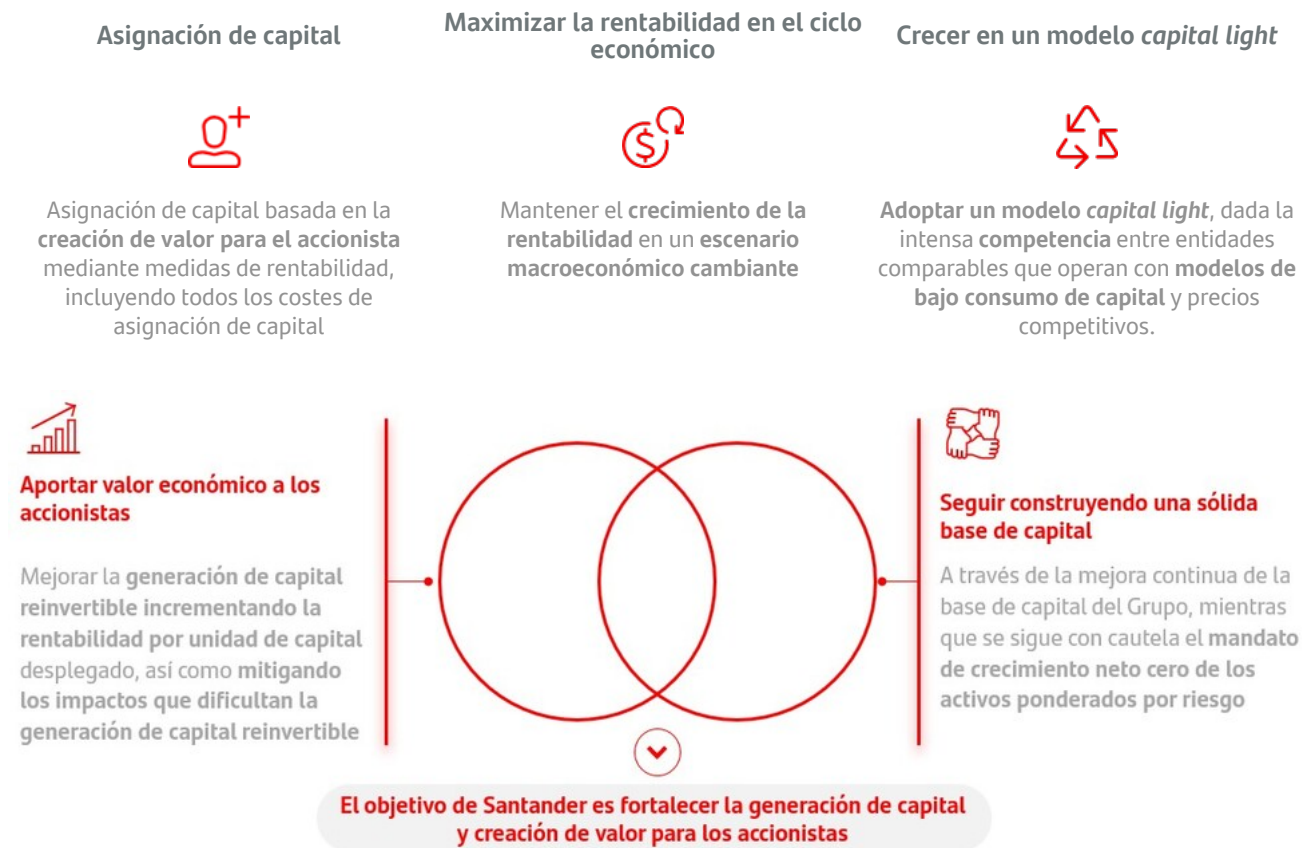 Asignación de capital
Maximizar la rentabilidad en el ciclo
económico
Crecer en un modelo capital light
Asignación de capital basada en la
creación de valor para el accionista
mediante medidas de rentabilidad,
incluyendo todos los costes de
asignación de capital
Mantener el crecimiento de la
rentabilidad en un escenario
macroeconómico cambiante
Adoptar un modelo capital light, dada la
intensa competencia entre entidades
comparables que operan con modelos de
bajo consumo de capital y precios
competitivos.
Aportar valor económico a los
accionistas
Mejorar la generación de capital
reinvertible incrementando la
rentabilidad por unidad de capital
desplegado, así como mitigando
los impactos que dificultan la
generación de capital reinvertible
Seguir construyendo una sólida
base de capital
A través de la mejora continua de la
base de capital del Grupo, mientras
que se sigue con cautela el mandato
de crecimiento neto cero de los
activos ponderados por riesgo
El objetivo de Santander es fortalecer la generación de capital
y creación de valor para los accionistas